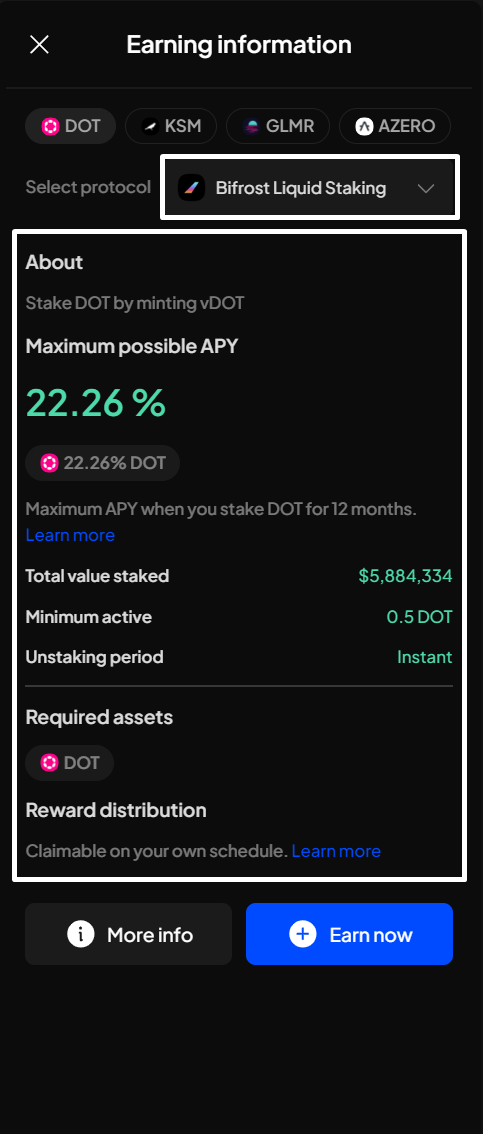 Earning information
DOT KSM GLMR AZERO
Select protocol Bifrost Liquid Staking
About
Stake DOT by minting vDOT
Maximum possible APY
22.26 %
22.26% DOT
Maximum APY when you stake DOT for 12 months.
Learn more
Total value staked $5,884,334
Minimum active 0.5 DOT
Unstaking period Instant
Required assets
DOT
Reward distribution
Claimable on your own schedule. Learn more
More info Earn now